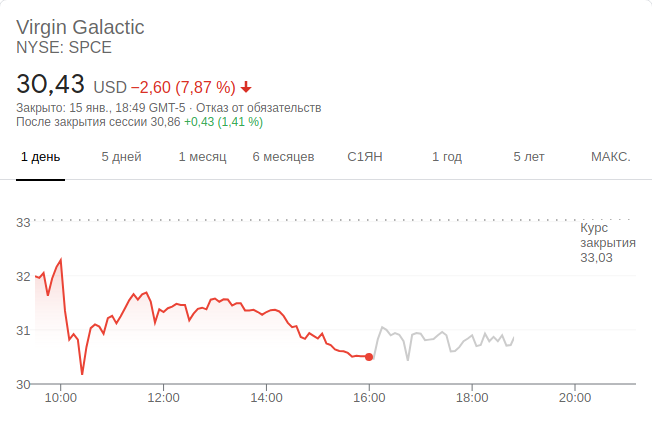 Virgin Galactic
NYSE: SPCE
30,43 USD −2,60 (7,87 %)
Закрыто: 15 янв., 18:49 GMT-5 · Отказ от обязательств
После закрытия сессии 30,86 +0,43 (1,41 %)
1 день 5 дней 1 месяц 6 месяцев С1ЯН 1 год 5 лет МАКС.
33
Курс
закрытия
33,03
32
31
30
10:00 12:00 14:00 16:00 18:00 20:00